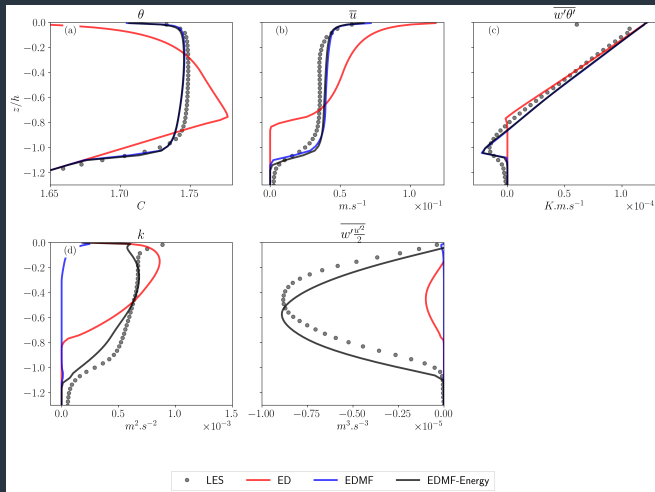 θ
u̅
w′θ′
(a)
(b)
(c)
z/h
0.0
−0.2
−0.4
−0.6
−0.8
−1.0
−1.2
1.65
1.70
1.75
C
0
1
×10⁻¹
m.s⁻¹
0.0
0.5
1.0
×10⁻⁴
K.m.s⁻¹
k
w′u′²/2
(d)
0.0
−0.2
−0.4
−0.6
−0.8
−1.0
−1.2
0.0
0.5
1.0
1.5
×10⁻³
m².s⁻²
−1.00
−0.75
−0.50
−0.25
0.00
×10⁻⁵
m³.s⁻³
LES
ED
EDMF
EDMF-Energy